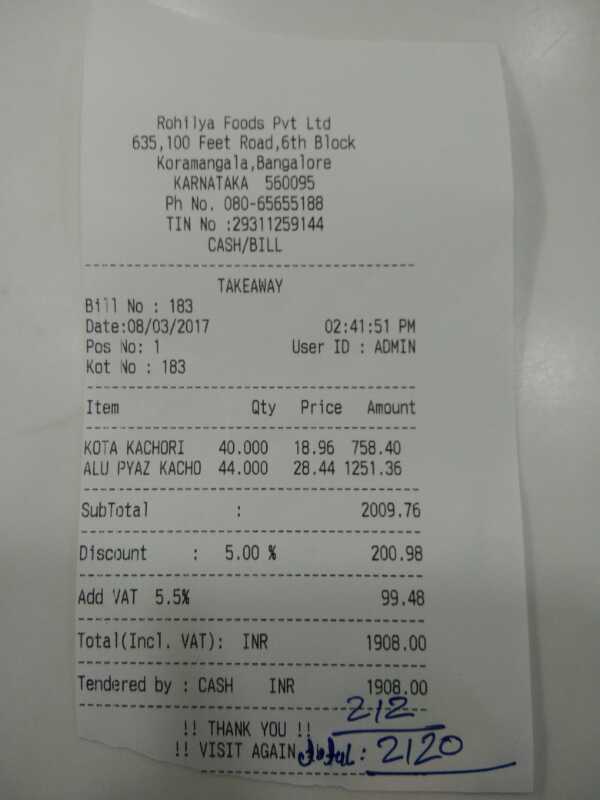 Rohilya Foods Pvt Ltd
635,100 Feet Road,6th Block
Koramangala,Bangalore
KARNATAKA 560095
Ph No. 080-65655188
TIN No :29311259144
CASH/BILL
TAKEAWAY
Bill No : 183
Date:08/03/2017 02:41:51 PM
Pos No: 1 User ID : ADMIN
Kot No : 183
Item Qty Price Amount
KOTA KACHORI 40.000 18.96 758.40
ALU PYAZ KACHO 44.000 28.44 1251.36
SubTotal : 2009.76
Discount : 5.00 % 200.98
Add VAT 5.5% 99.48
Total(Incl. VAT): INR 1908.00
Tendered by : CASH INR 1908.00
212
!! THANK YOU !!
!! VISIT AGAIN total: 2120